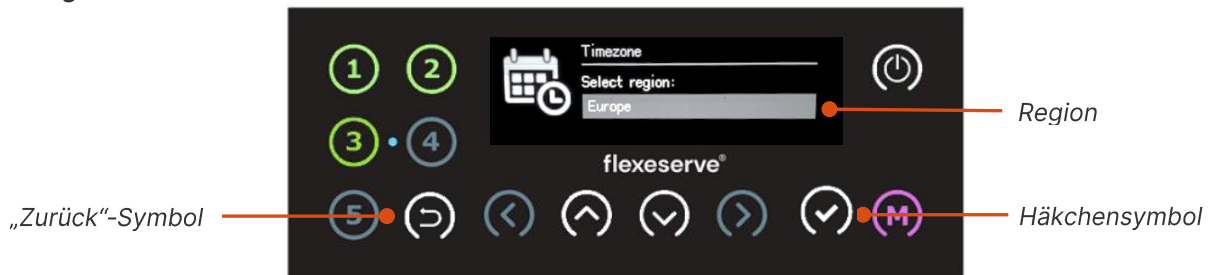 1
2
Timezone
Select region:
Europe
Region
3
4
flexeserve®
„Zurück“-Symbol
5
M
Häkchensymbol